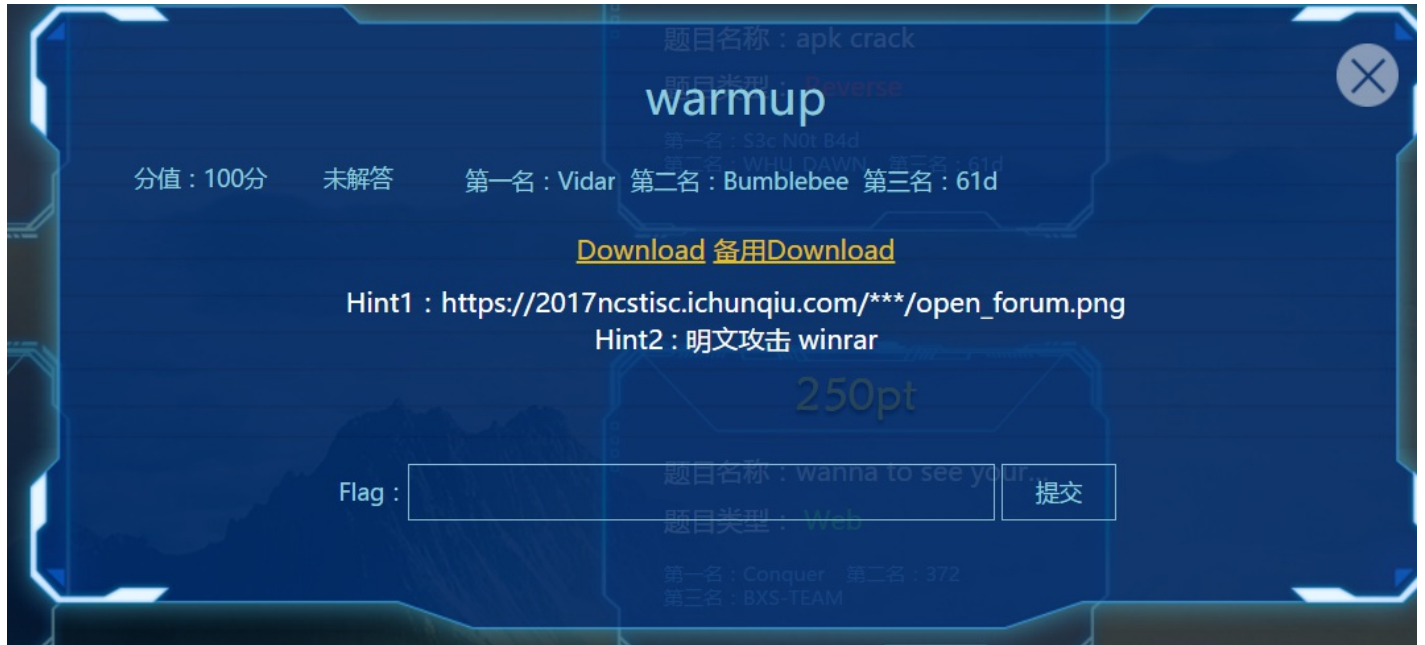 题目名称：apk crack
题目类型： Reverse
warmup
第一名：S3c N0t B4d
第二名：WHU_DAWN 第三名：61d
分值：100分 未解答 第一名：Vidar 第二名：Bumblebee 第三名：61d
Download 备用Download
Hint1：https://2017ncstisc.ichunqiu.com/***/open_forum.png
Hint2：明文攻击 winrar
250pt
题目名称：wanna to see your...
Flag： 提交
题目类型： Web
第一名：Conquer 第二名：372
第三名：BXS-TEAM